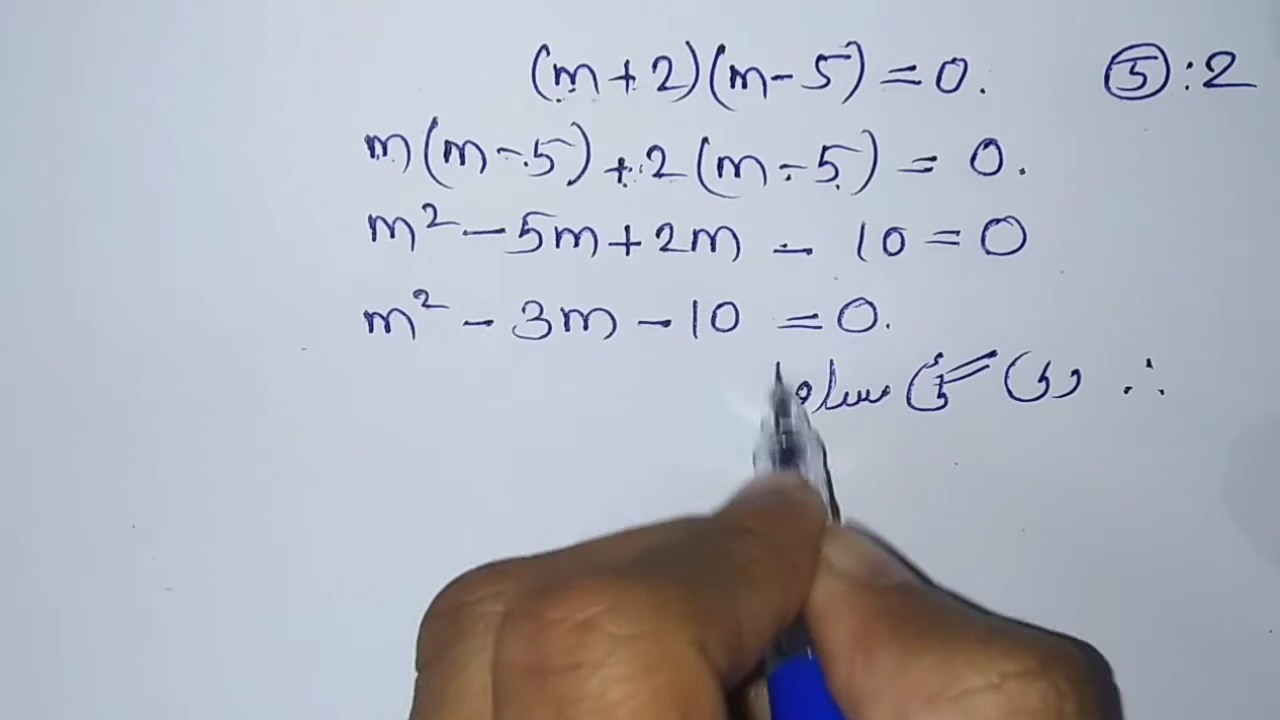 (m+2)(m-5)=0. ⑤:2
m(m-5)+2(m-5)=0.
m²-5m+2m-10=0
m²-3m-10=0.
∴ دی گئی